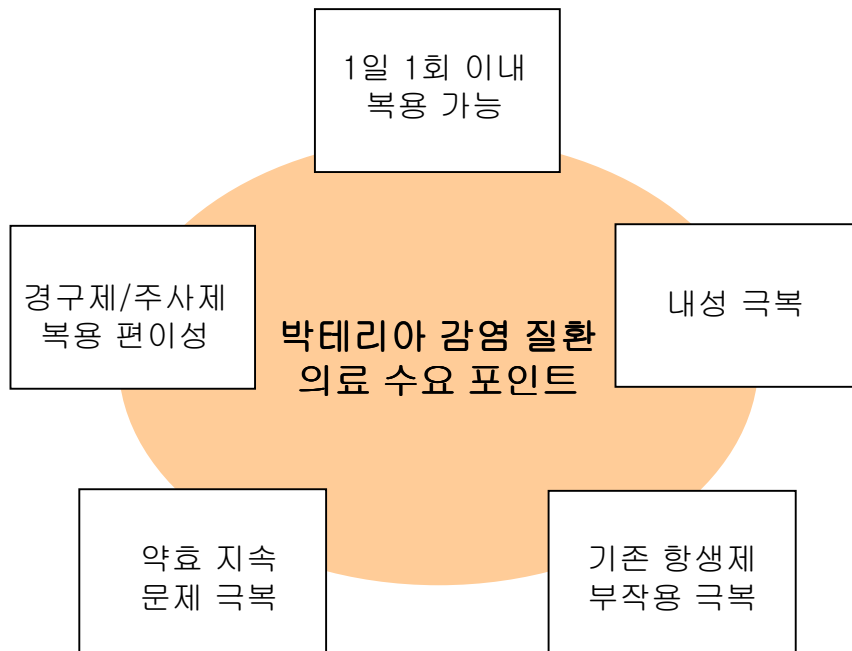 1일 1회 이내
복용 가능
경구제/주사제
복용 편이성
내성 극복
박테리아 감염 질환
의료 수요 포인트
약효 지속
문제 극복
기존 항생제
부작용 극복